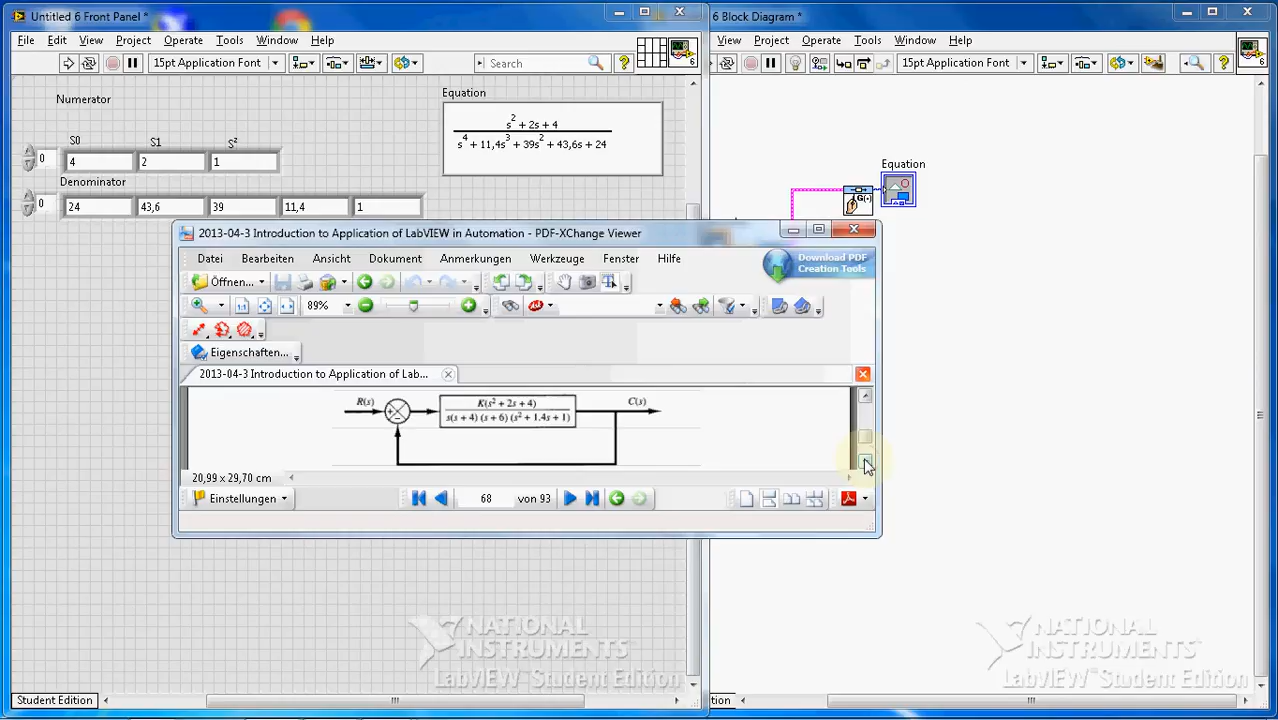 Untitled 6 Front Panel *
File Edit View Project Operate Tools Window Help
15pt Application Font
Search
?
6
Numerator
S0 S1 S²
0 4 2 1
Denominator
0 24 43,6 39 11,4 1
Equation
s² + 2s + 4
s⁴ + 11,4s³ + 39s² + 43,6s + 24
6 Block Diagram *
View Project Operate Tools Window Help
15pt Application Font
?
6
Equation
G(·)
2013-04-3 Introduction to Application of LabVIEW in Automation - PDF-XChange Viewer
Datei Bearbeiten Ansicht Dokument Anmerkungen Werkzeuge Fenster Hilfe
Download PDF
Creation Tools
Öffnen...
89%
Eigenschaften...
2013-04-3 Introduction to Application of Lab...
R(s) + − K(s² + 2s + 4) C(s)
s(s + 4) (s + 6) (s² + 1.4s + 1)
20,99 x 29,70 cm
Einstellungen 68 von 93
NATIONAL
INSTRUMENTS
LabVIEW™ Student Edition
NATIONAL
INSTRUMENTS
LabVIEW™ Student Edition
Student Edition
tion